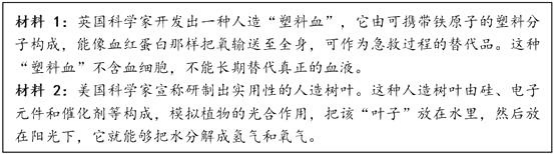 材料 1：英国科学家开发出一种人造“塑料血”，它由可携带铁原子的塑料分
子构成，能像血红蛋白那样把氧输送至全身，可作为急救过程的替代品。这种
“塑料血”不含血细胞，不能长期替代真正的血液。
材料 2：美国科学家宣称研制出实用性的人造树叶。这种人造树叶由硅、电子
元件和催化剂等构成，模拟植物的光合作用，把该“叶子”放在水里，然后放
在阳光下，它就能够把水分解成氢气和氧气。